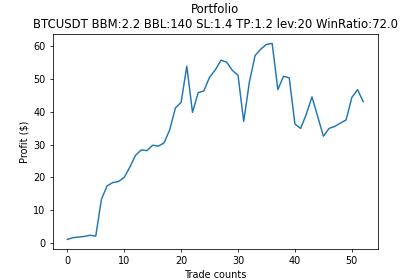 Portfolio
BTCUSDT BBM:2.2 BBL:140 SL:1.4 TP:1.2 lev:20 WinRatio:72.0
60
50
40
30
20
10
0
Profit ($)
0 10 20 30 40 50
Trade counts